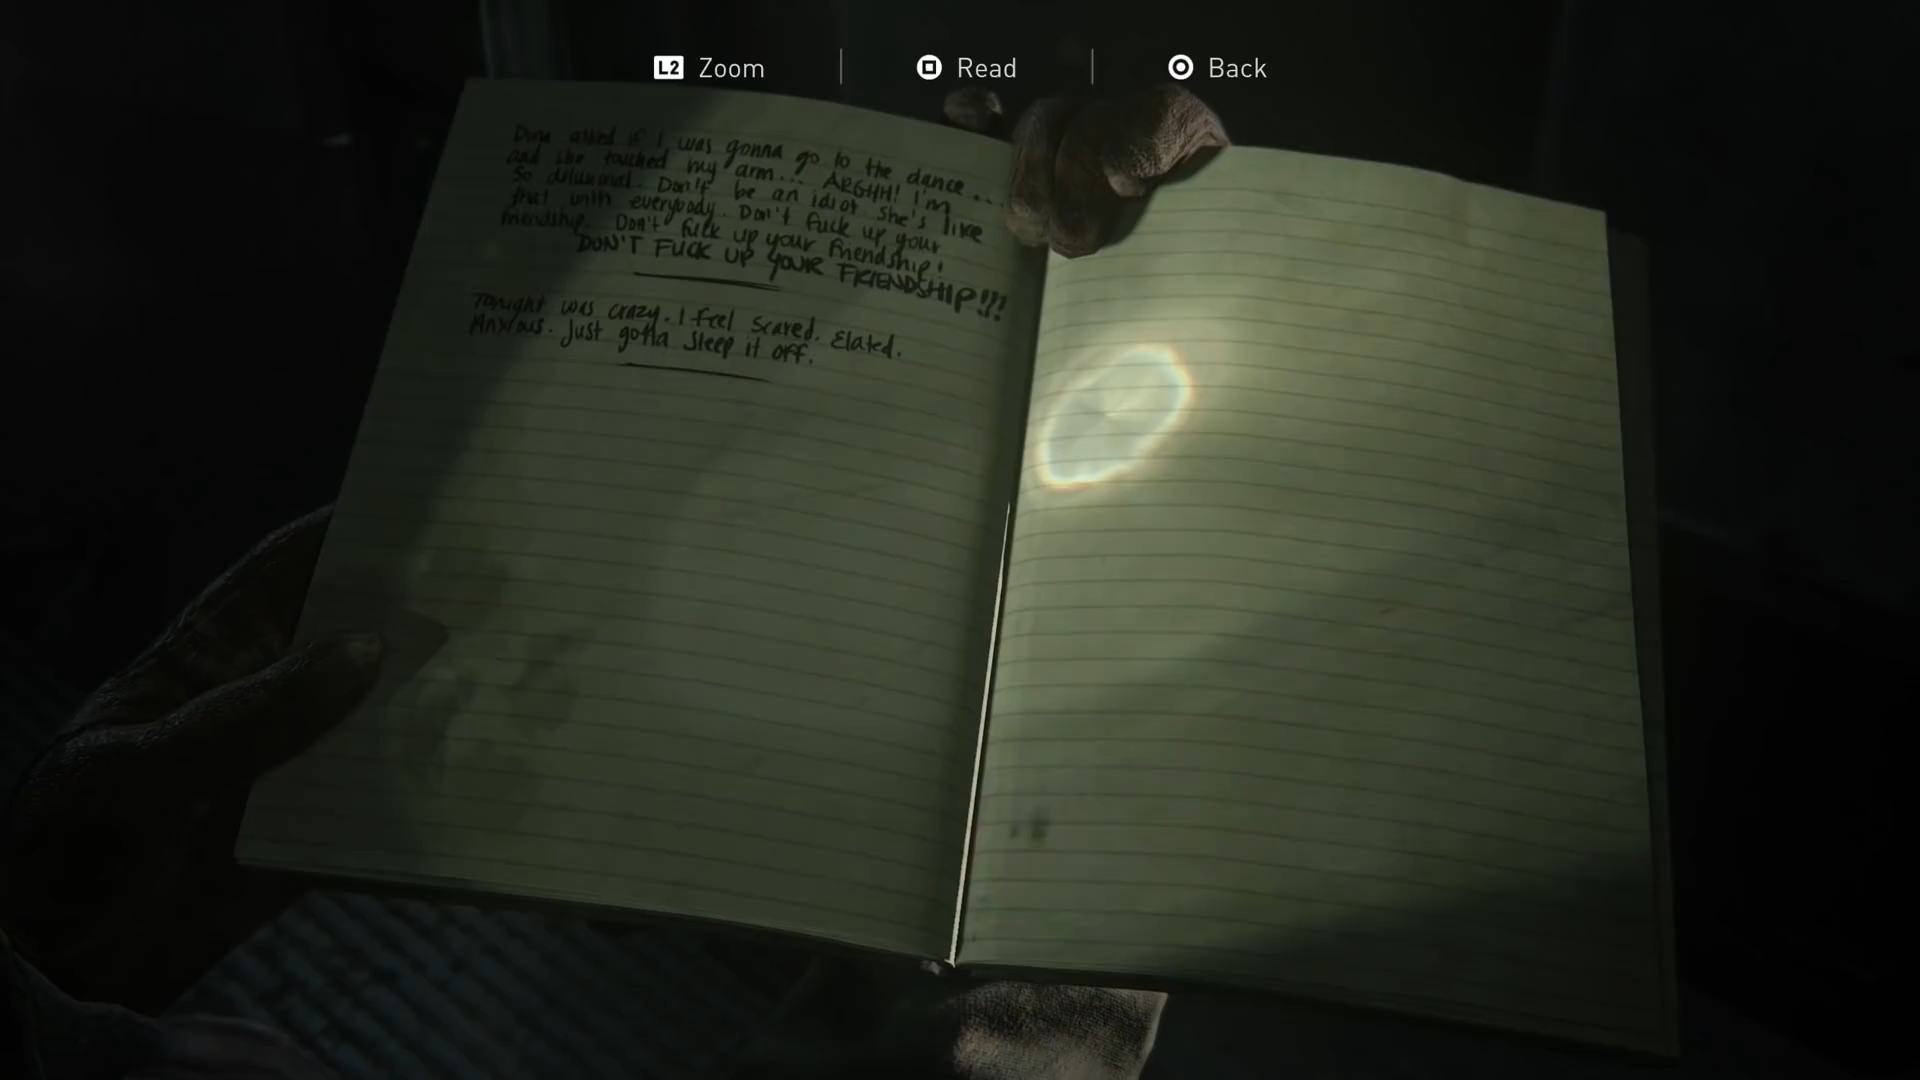 L2 Zoom
Read
Back
Dina asked if I was gonna go to the dance...
and she touched my arm... ARGHH! I'm
so delusional. Don't be an idiot she's like
that with everybody. Don't fuck up your
friendship. Don't fuck up your friendship!
DON'T FUCK UP YOUR FRIENDSHIP!!!
Tonight was crazy. I feel scared. Elated.
Anxious. Just gotta sleep it off.